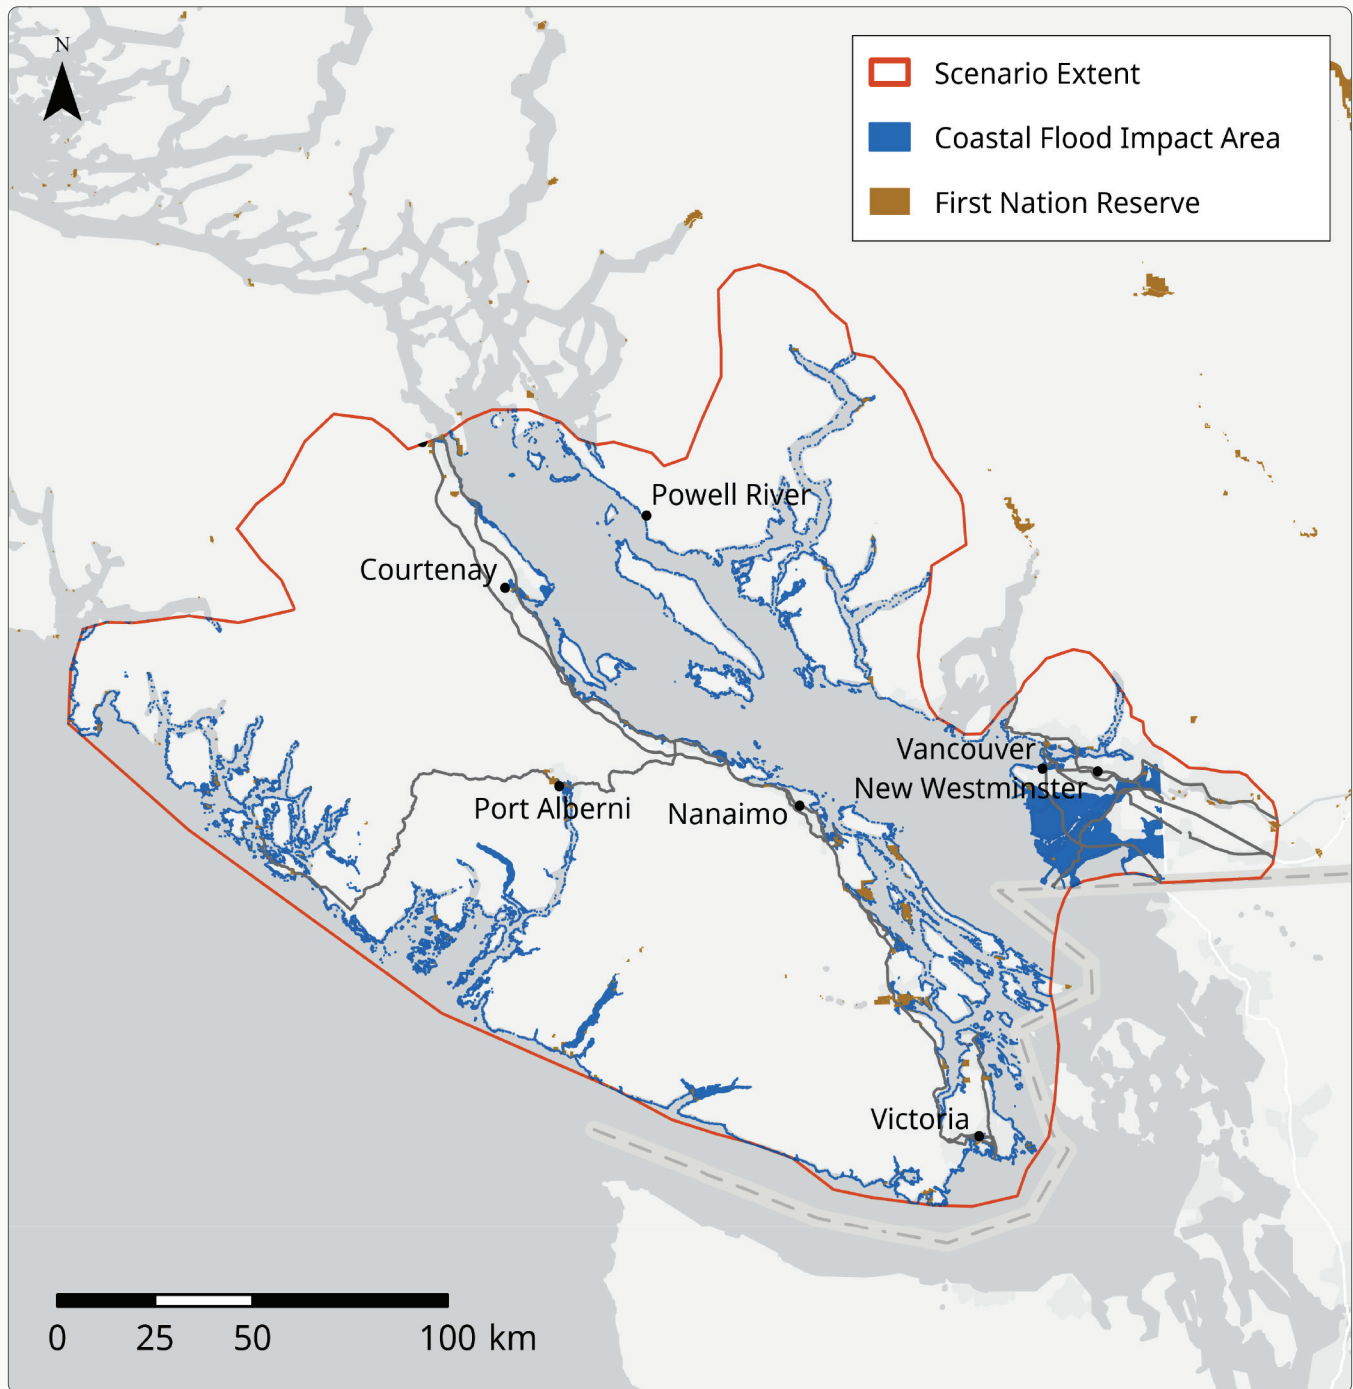 N
Scenario Extent
Coastal Flood Impact Area
First Nation Reserve
Powell River
Courtenay
Vancouver
New Westminster
Port Alberni
Nanaimo
Victoria
0 25 50 100 km